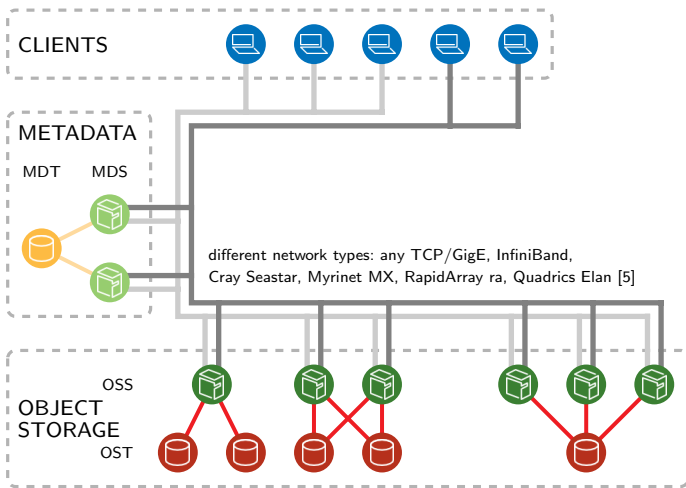 CLIENTS
METADATA
MDT MDS
different network types: any TCP/GigE, InfiniBand,
Cray Seastar, Myrinet MX, RapidArray ra, Quadrics Elan [5]
OSS
OBJECT
STORAGE
OST